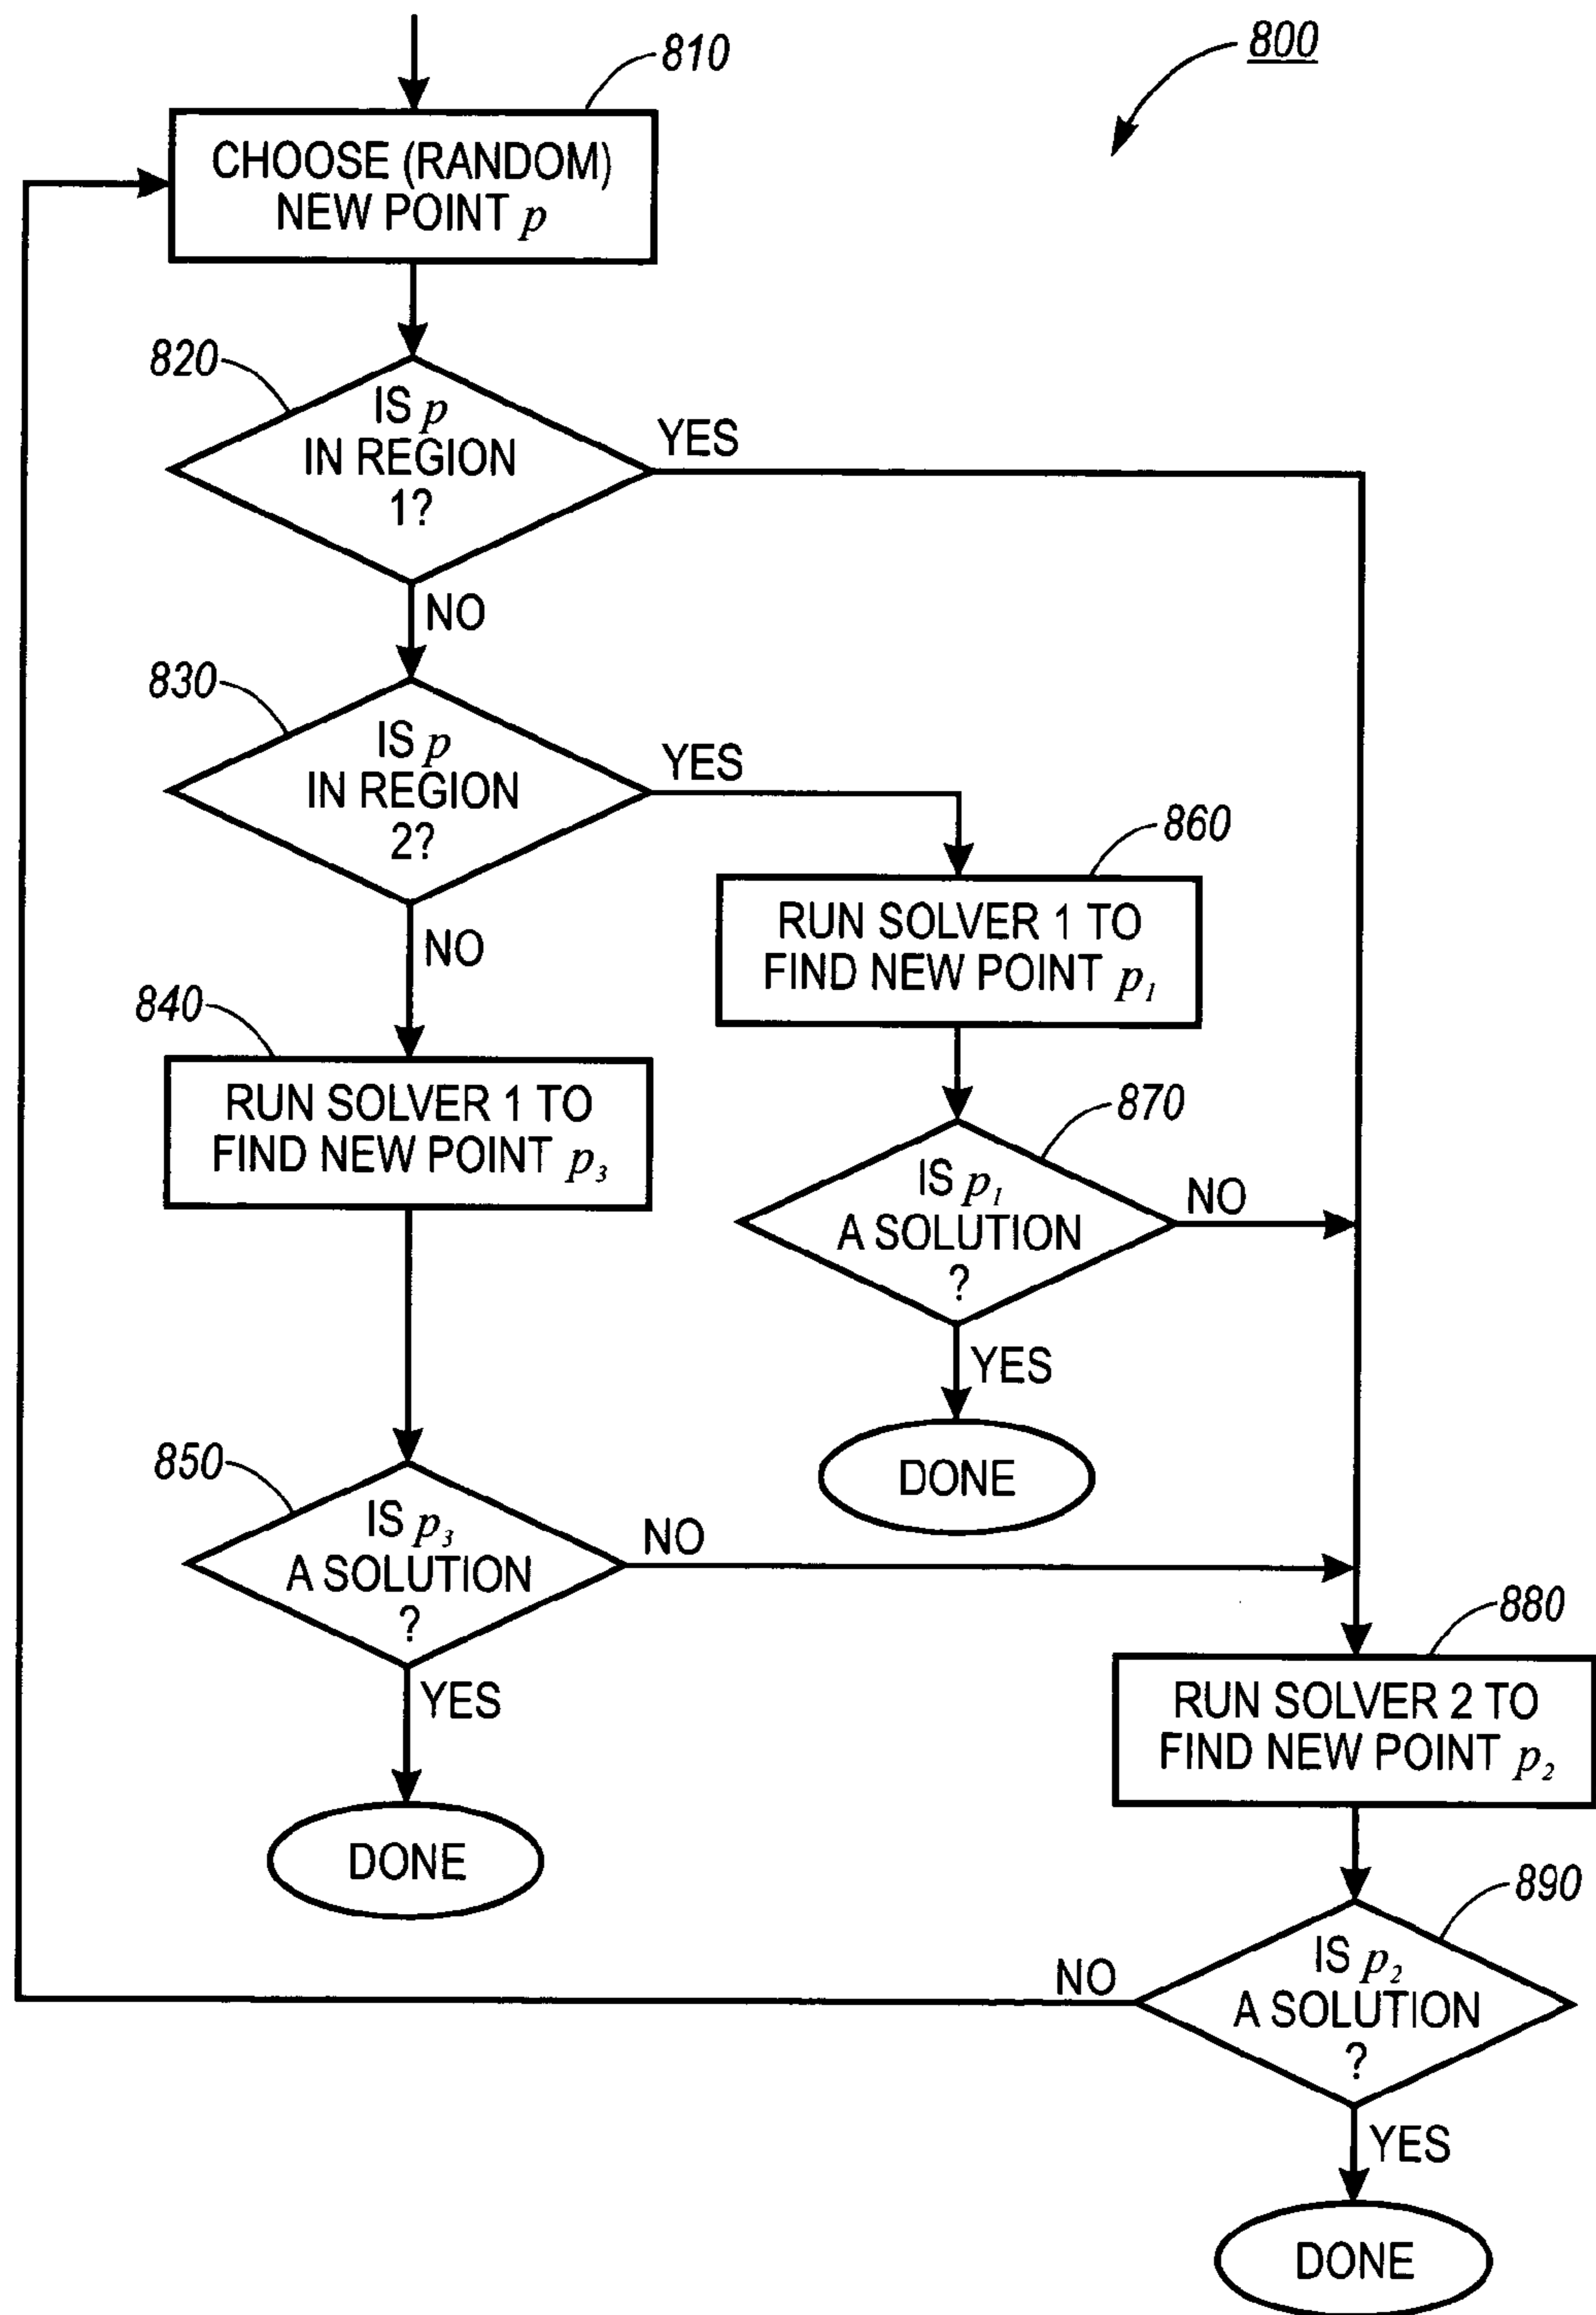 800
810
CHOOSE (RANDOM)
NEW POINT p
820
IS p
IN REGION
1?
YES
NO
830
IS p
IN REGION
2?
YES
NO
860
RUN SOLVER 1 TO
FIND NEW POINT p1
840
RUN SOLVER 1 TO
FIND NEW POINT p3
870
IS p1
A SOLUTION
?
NO
YES
DONE
850
IS p3
A SOLUTION
?
NO
YES
DONE
880
RUN SOLVER 2 TO
FIND NEW POINT p2
890
IS p2
A SOLUTION
?
NO
YES
DONE